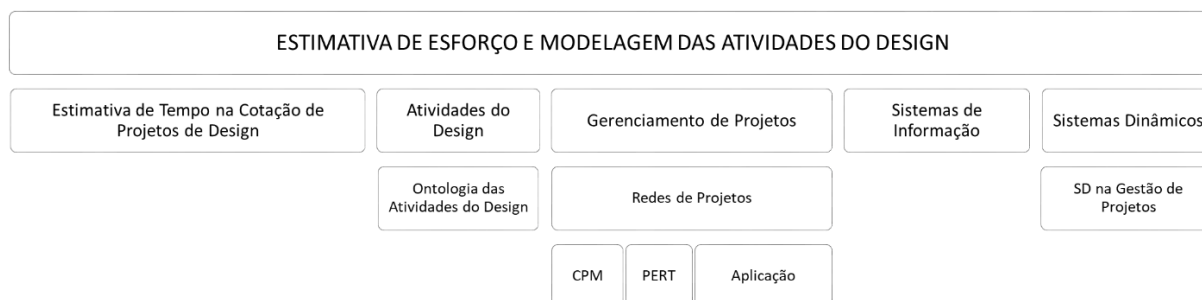 ESTIMATIVA DE ESFORÇO E MODELAGEM DAS ATIVIDADES DO DESIGN
Estimativa de Tempo na Cotação de
Projetos de Design
Atividades do
Design
Gerenciamento de Projetos
Sistemas de
Informação
Sistemas Dinâmicos
Ontologia das
Atividades do Design
Redes de Projetos
SD na Gestão de
Projetos
CPM
PERT
Aplicação